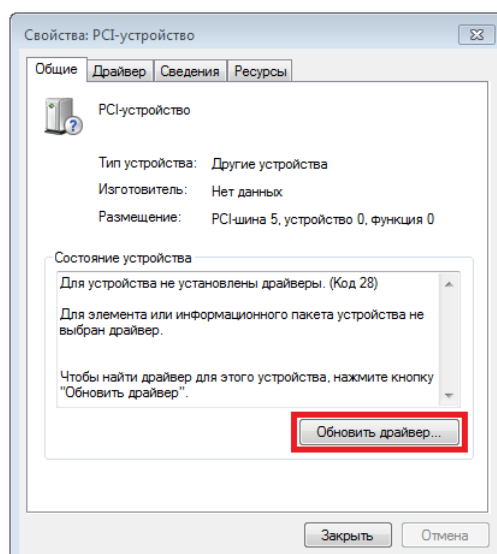 Свойства: PCI-устройство
Общие Драйвер Сведения Ресурсы
PCI-устройство
Тип устройства: Другие устройства
Изготовитель: Нет данных
Размещение: PCI-шина 5, устройство 0, функция 0
Состояние устройства
Для устройства не установлены драйверы. (Код 28)
Для элемента или информационного пакета устройства не
выбран драйвер.
Чтобы найти драйвер для этого устройства, нажмите кнопку
"Обновить драйвер".
Обновить драйвер...
Закрыть Отмена